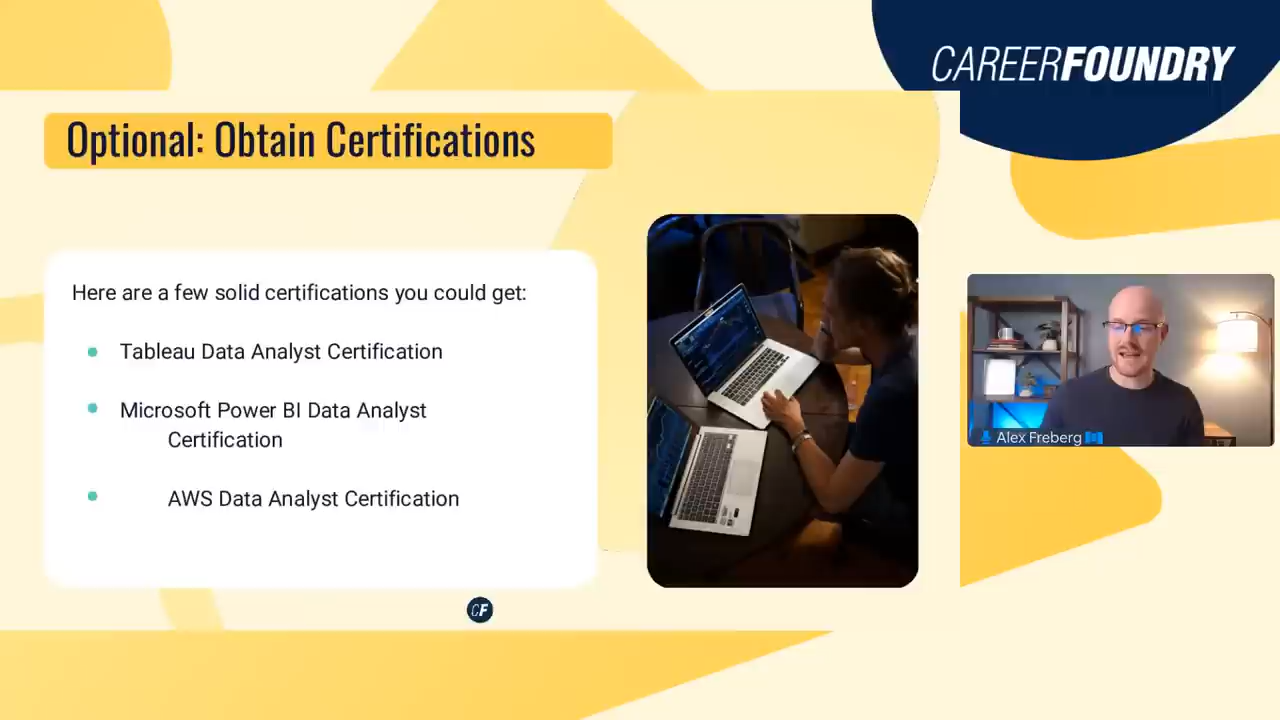 CAREERFOUNDRY
Optional: Obtain Certifications
Here are a few solid certifications you could get:
Tableau Data Analyst Certification
Microsoft Power BI Data Analyst
Certification
AWS Data Analyst Certification
Alex Freberg
CF